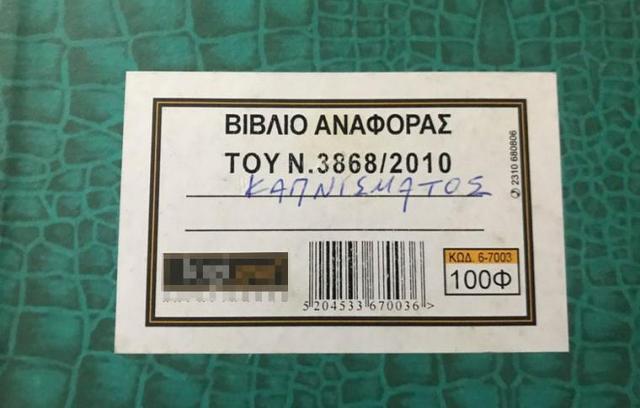 ΒΙΒΛΙΟ ΑΝΑΦΟΡΑΣ
ΤΟΥ Ν.3868/2010
ΚΑΠΝΙΣΜΑΤΟΣ
✆ 2310 680806
ΚΩΔ. 6-7003
100Φ
5 204533 670036 >